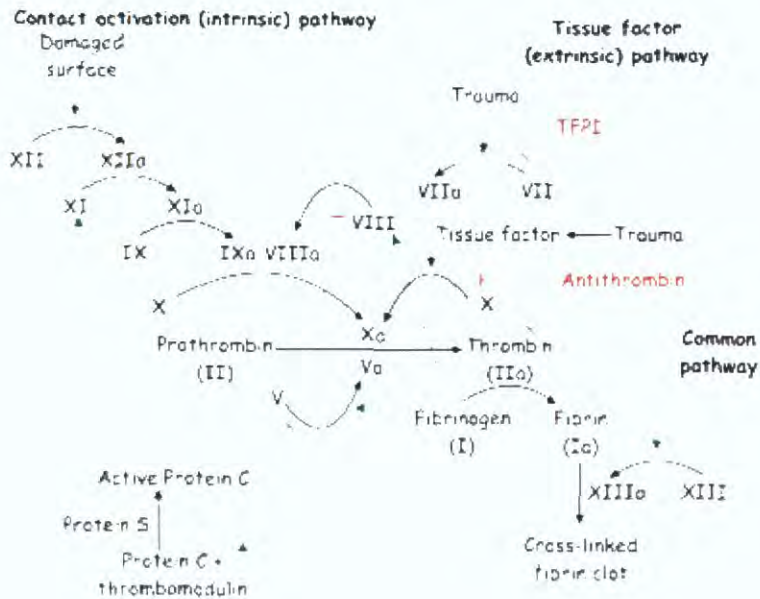 Contact activation (intrinsic) pathway
Damaged
surface
Tissue factor
(extrinsic) pathway
Trauma
TFPI
XII
XIIa
VIIa
VII
XI
XIa
VIII
Tissue factor
Trauma
IX
IXa VIIIa
X
X
Antithrombin
Xa
Prothrombin
(II)
Va
Thrombin
(IIa)
Common
pathway
V
Fibrinogen
(I)
Fibrin
(Ia)
Active Protein C
XIIIa
XIII
Protein S
Protein C +
thrombomodulin
Cross-linked
fibrin clot